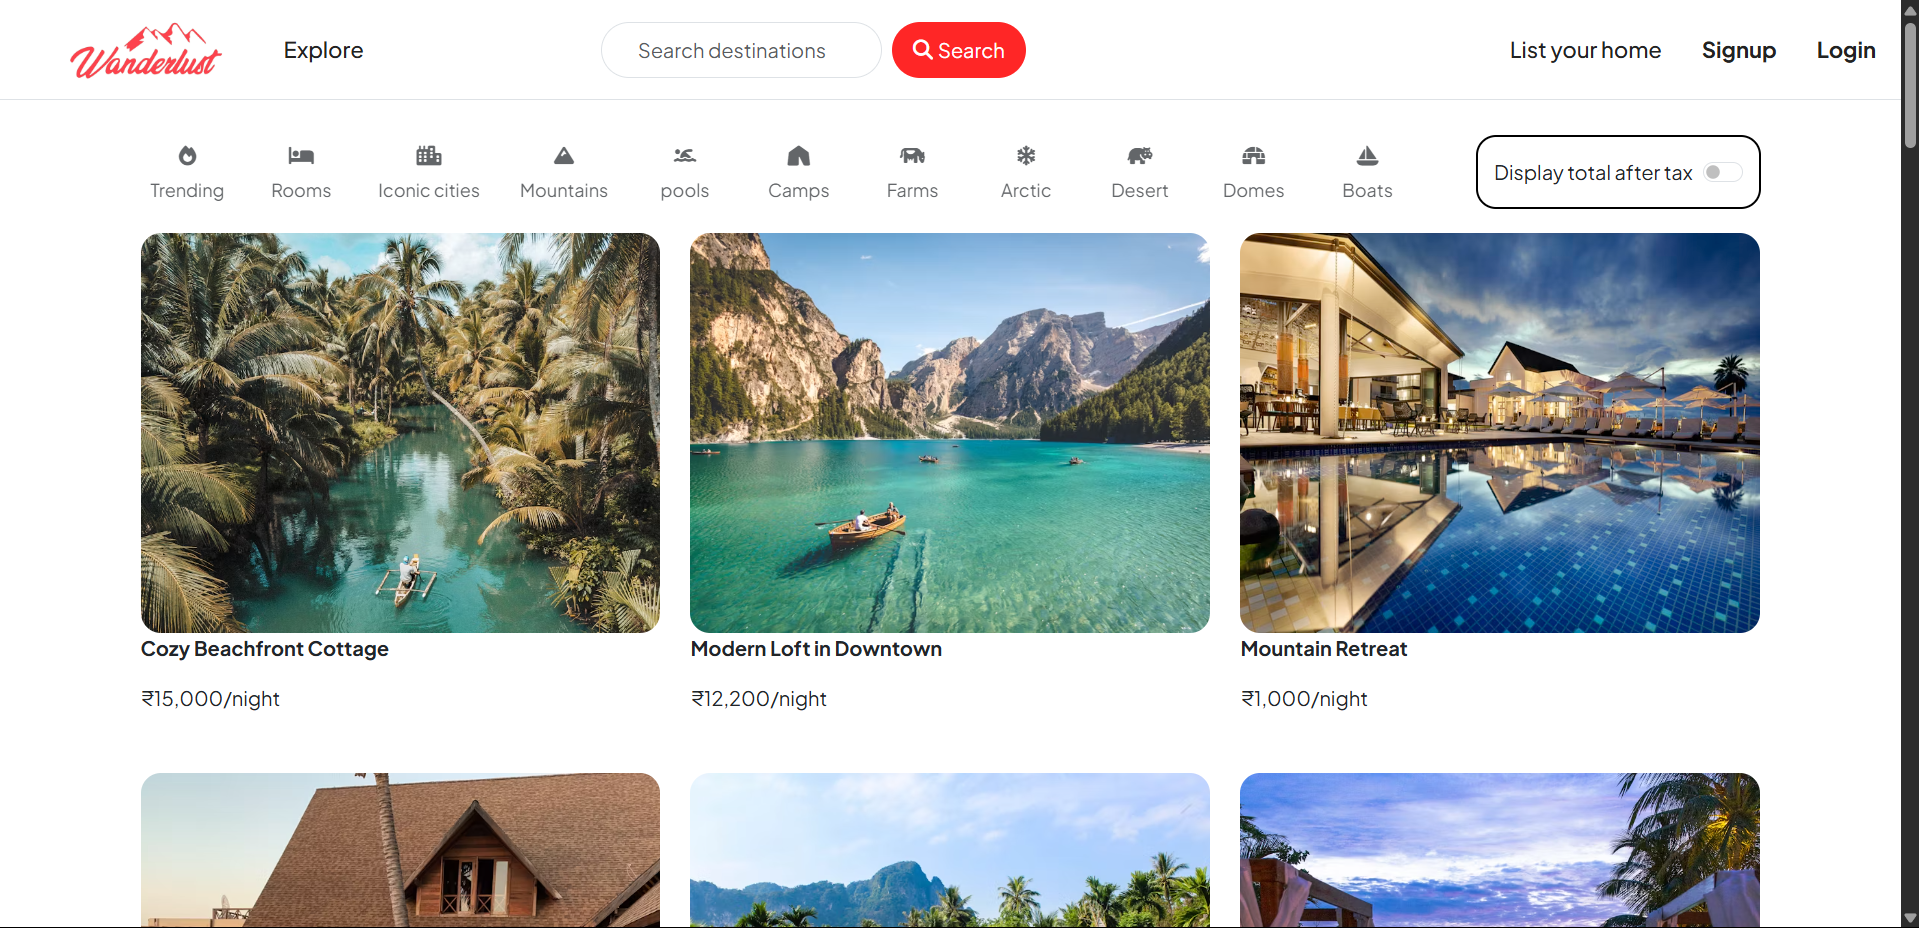 Wanderlust
Explore
Search destinations
Search
List your home
Signup
Login
Trending
Rooms
Iconic cities
Mountains
pools
Camps
Farms
Arctic
Desert
Domes
Boats
Display total after tax
Cozy Beachfront Cottage
₹15,000/night
Modern Loft in Downtown
₹12,200/night
Mountain Retreat
₹1,000/night